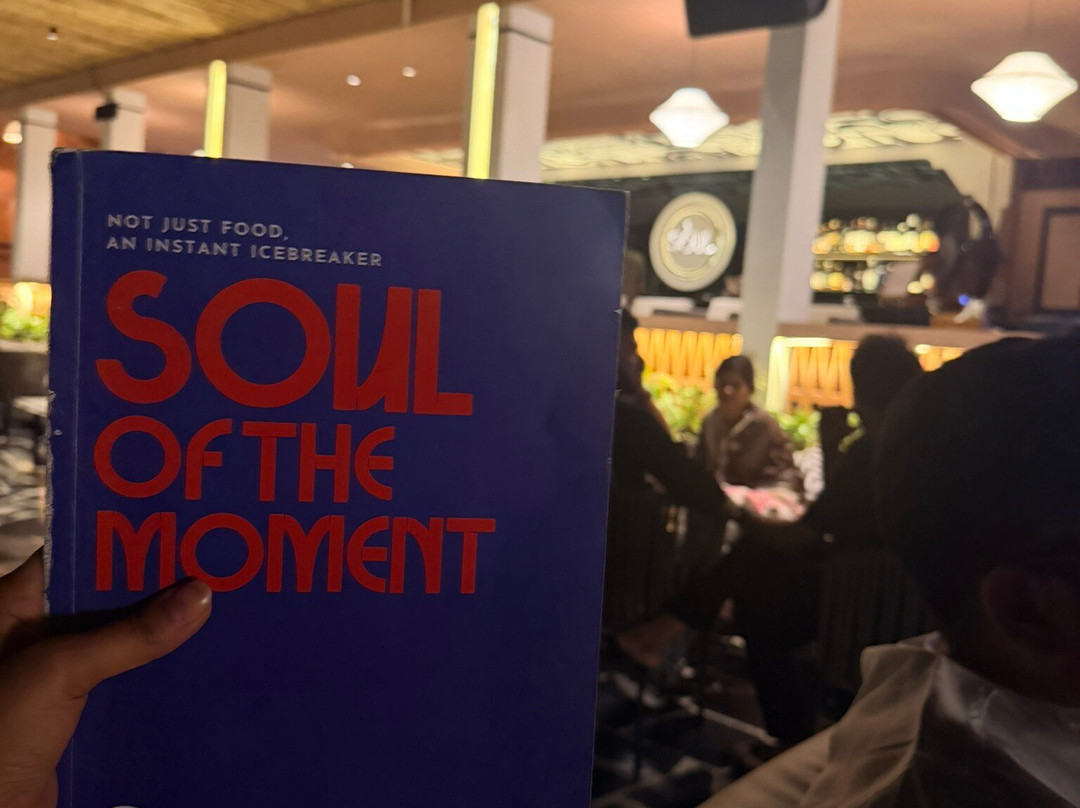 NOT JUST FOOD,
AN INSTANT ICEBREAKER
SOUL
OF THE
MOMENT